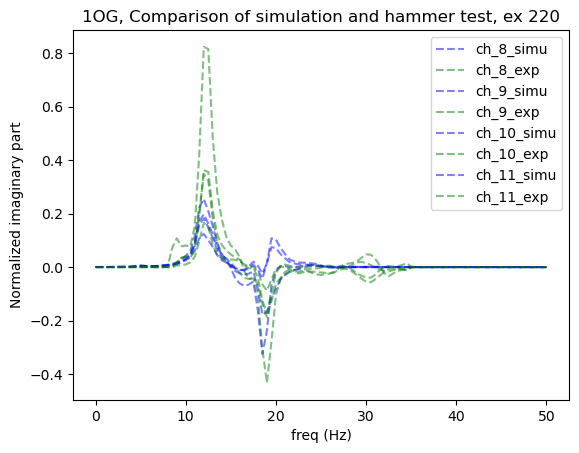 1OG, Comparison of simulation and hammer test, ex 220
Normalized imaginary part
0.8
0.6
0.4
0.2
0.0
−0.2
−0.4
ch_8_simu
ch_8_exp
ch_9_simu
ch_9_exp
ch_10_simu
ch_10_exp
ch_11_simu
ch_11_exp
0 10 20 30 40 50
freq (Hz)